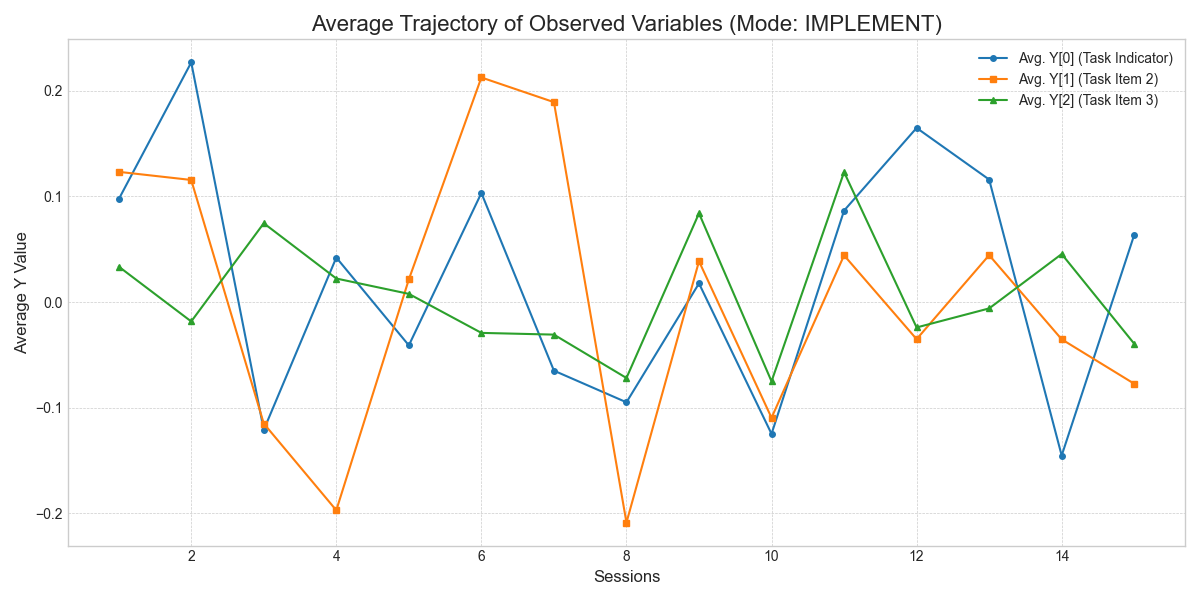 Average Trajectory of Observed Variables (Mode: IMPLEMENT)
Avg. Y[0] (Task Indicator)
Avg. Y[1] (Task Item 2)
Avg. Y[2] (Task Item 3)
Average Y Value
0.2
0.1
0.0
−0.1
−0.2
2 4 6 8 10 12 14
Sessions